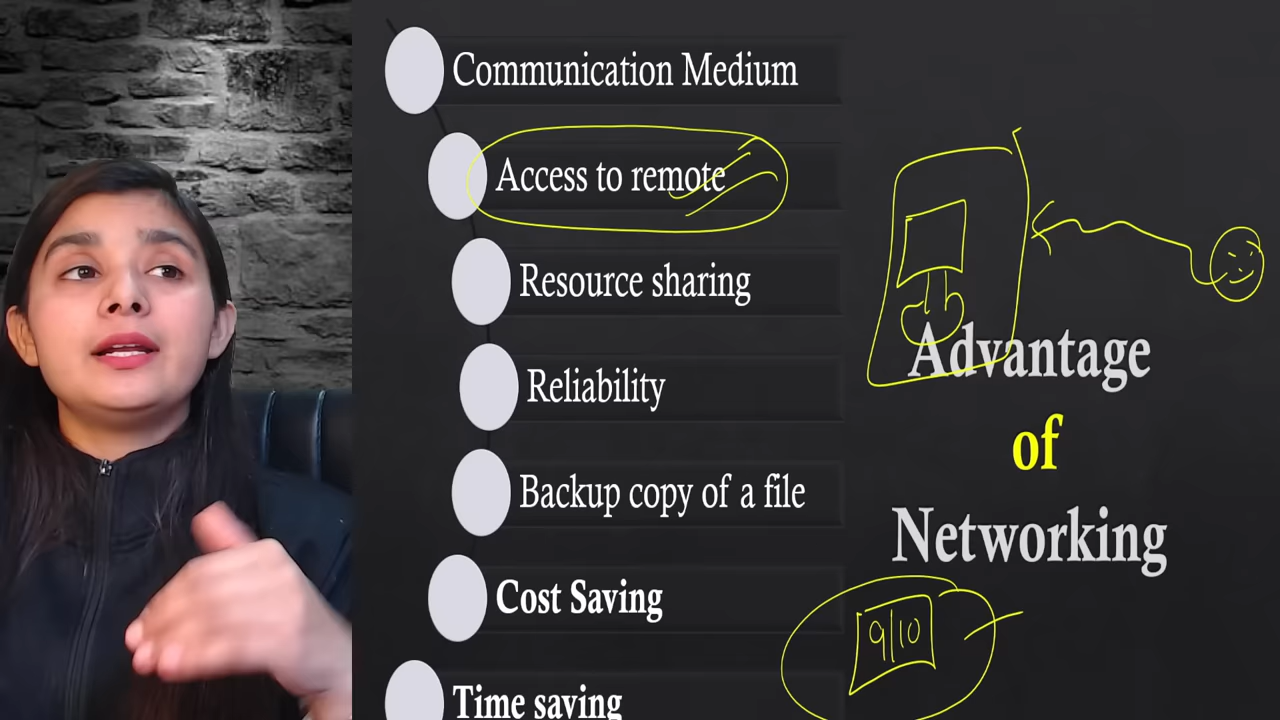 Communication Medium
Access to remote
Resource sharing
Reliability
Backup copy of a file
Cost Saving
Time saving
Advantage
of
Networking
9/10